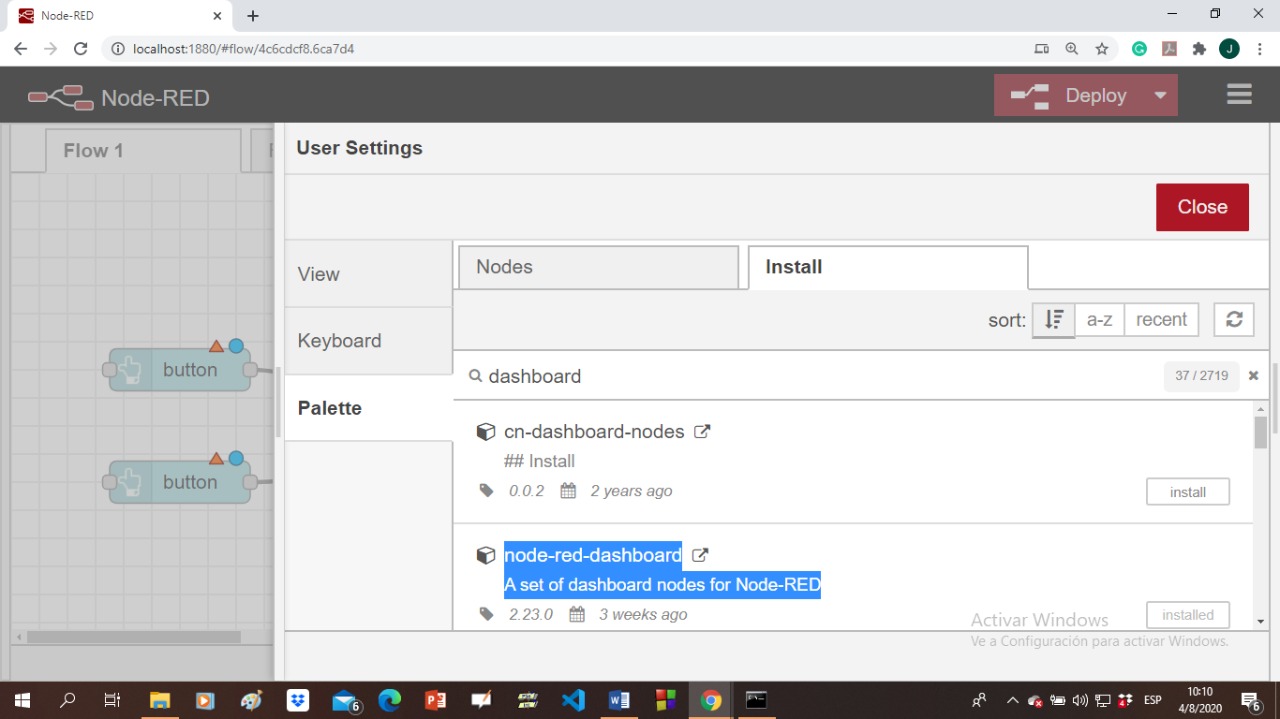 Node-RED
localhost:1880/#flow/4c6cdcf8.6ca7d4
J
Node-RED
Deploy
Flow 1
User Settings
Close
View
Keyboard
Palette
Nodes
Install
sort:
a-z
recent
dashboard
37 / 2719
cn-dashboard-nodes
## Install
0.0.2
2 years ago
install
node-red-dashboard
A set of dashboard nodes for Node-RED
2.23.0
3 weeks ago
installed
button
button
Activar Windows
Ve a Configuración para activar Windows.
6
ESP
10:10
4/8/2020
6